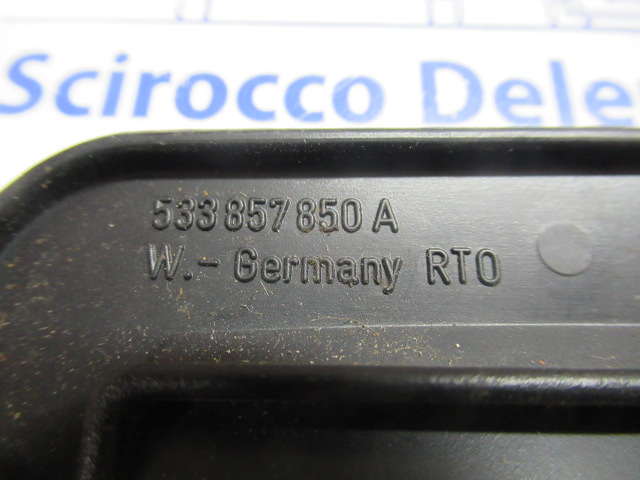 Scirocco Dele
533 857 850 A
W.- Germany RTO